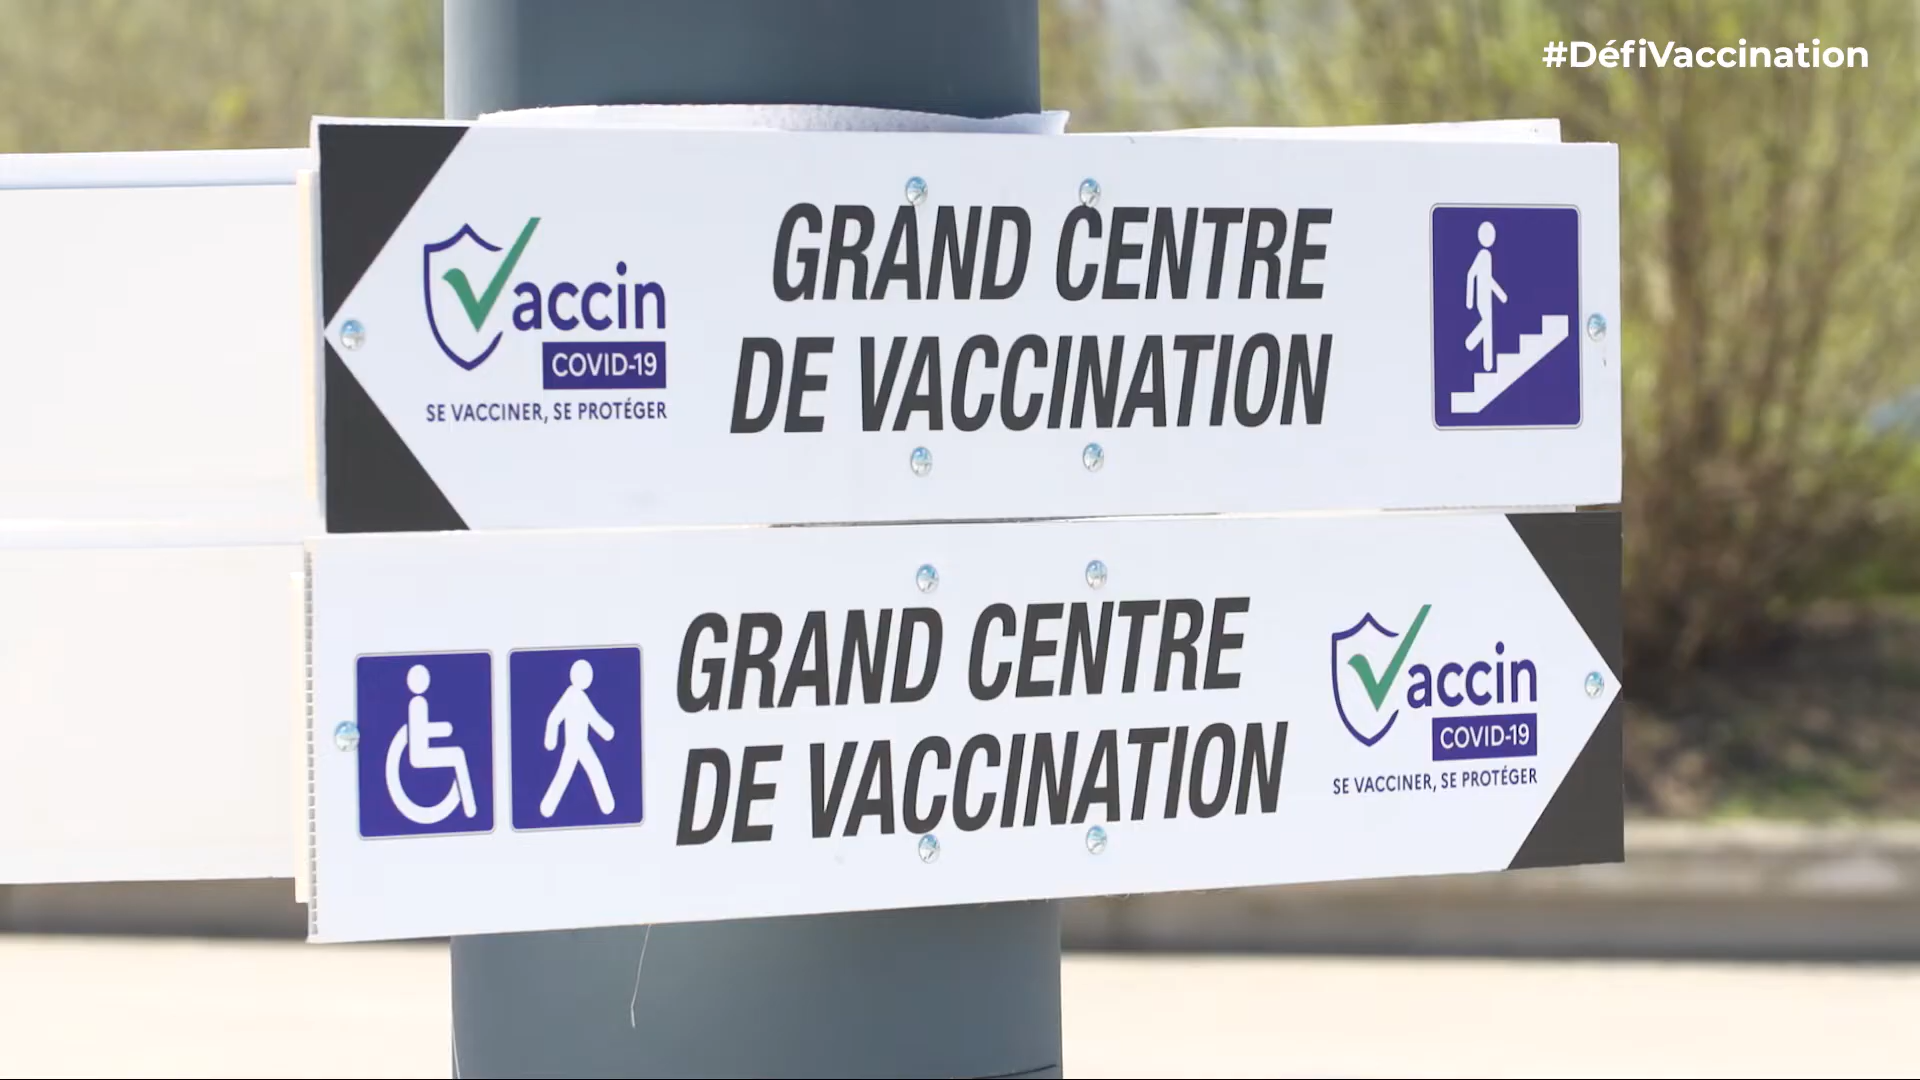 #DéfiVaccination
Vaccin
COVID-19
SE VACCINER, SE PROTÉGER
GRAND CENTRE
DE VACCINATION
GRAND CENTRE
DE VACCINATION
Vaccin
COVID-19
SE VACCINER, SE PROTÉGER